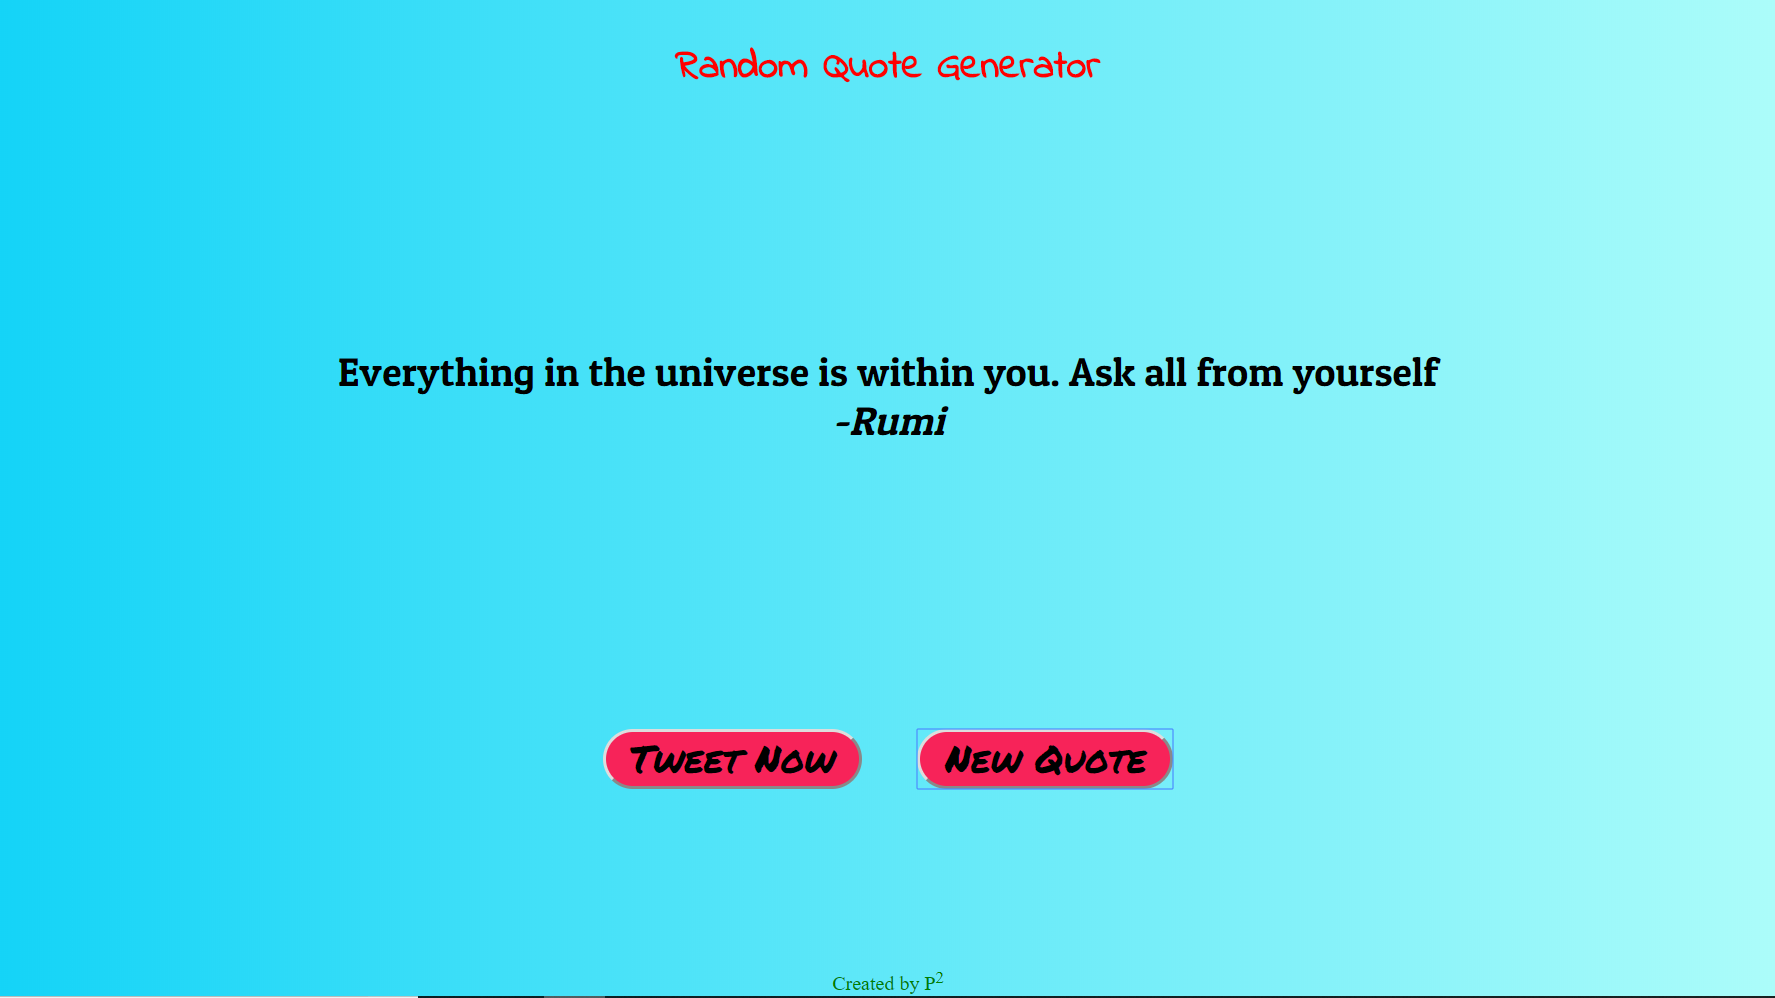 Random Quote Generator
Everything in the universe is within you. Ask all from yourself
-Rumi
Tweet Now
New Quote
Created by P²